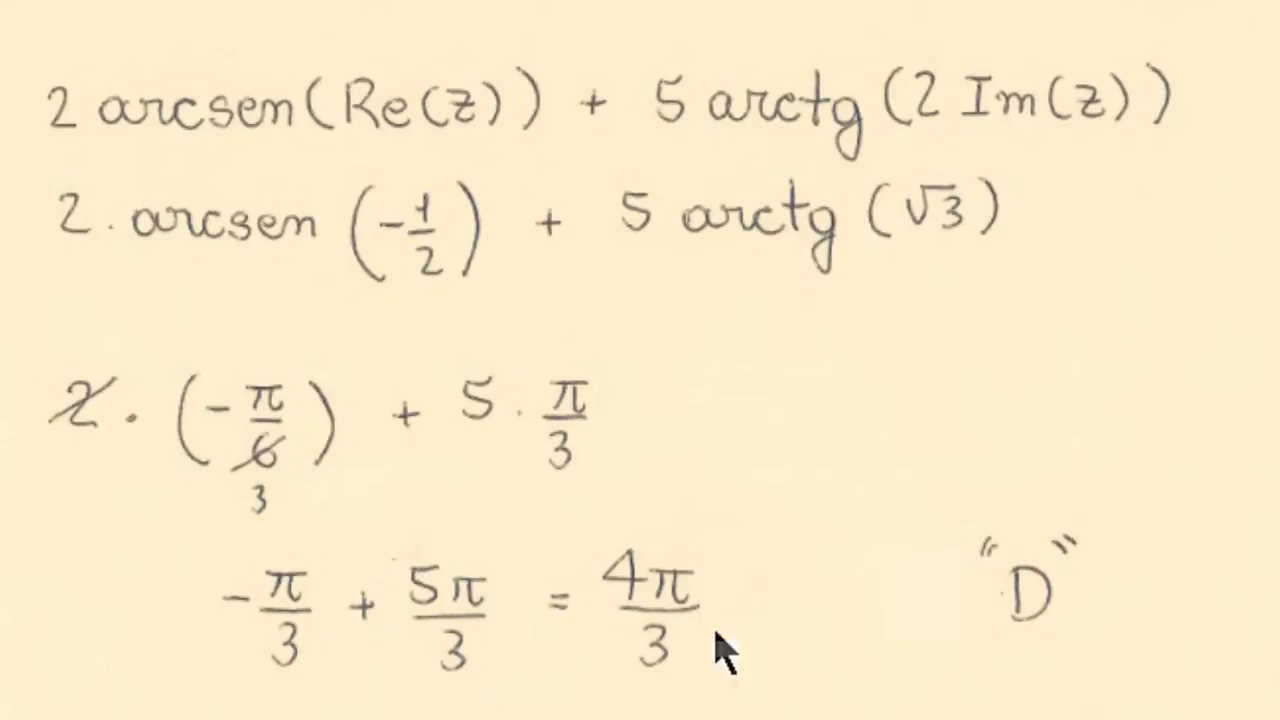 2 arcsen(Re(z)) + 5 arctg(2 Im(z))
2. arcsen (-1/2) + 5 arctg (√3)
2. (-π/6) + 5. π/3
3
-π/3 + 5π/3 = 4π/3
"D"